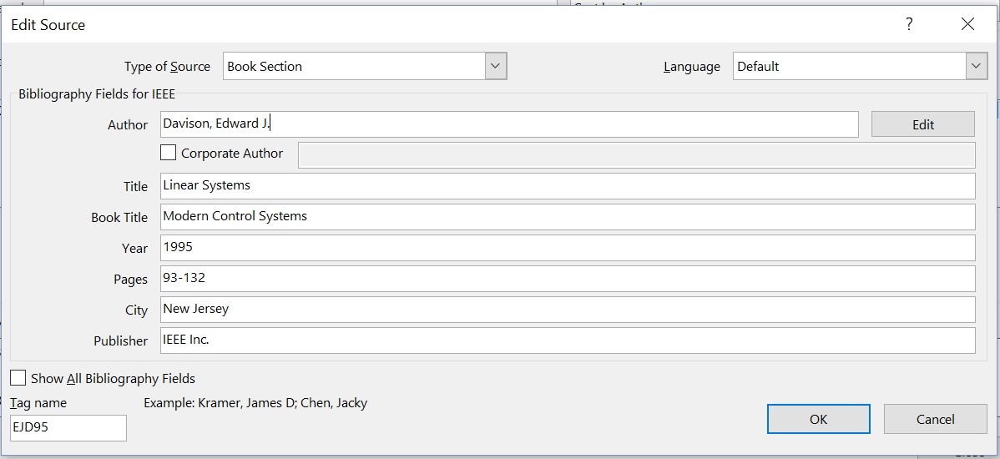 Edit Source
?
Type of Source Book Section Language Default
Bibliography Fields for IEEE
Author Davison, Edward J. Edit
Corporate Author
Title Linear Systems
Book Title Modern Control Systems
Year 1995
Pages 93-132
City New Jersey
Publisher IEEE Inc.
Show All Bibliography Fields
Tag name Example: Kramer, James D; Chen, Jacky
EJD95 OK Cancel